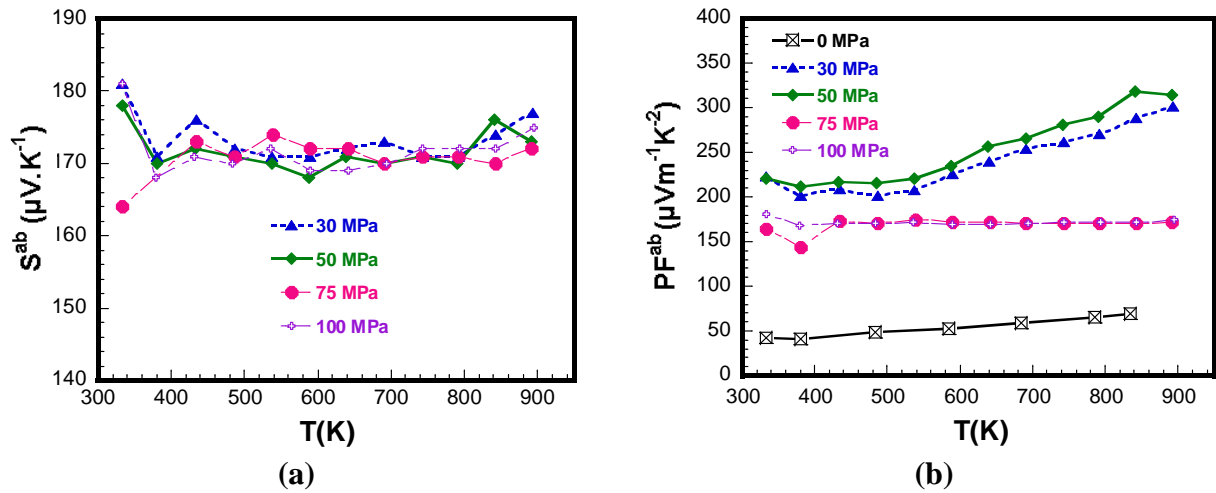 190
180
170
160
150
140
300 400 500 600 700 800 900
S^ab (µV.K^-1)
T(K)
30 MPa
50 MPa
75 MPa
100 MPa
(a)
400
350
300
250
200
150
100
50
0
300 400 500 600 700 800 900
PF^ab (µVm^-1K^-2)
T(K)
0 MPa
30 MPa
50 MPa
75 MPa
100 MPa
(b)